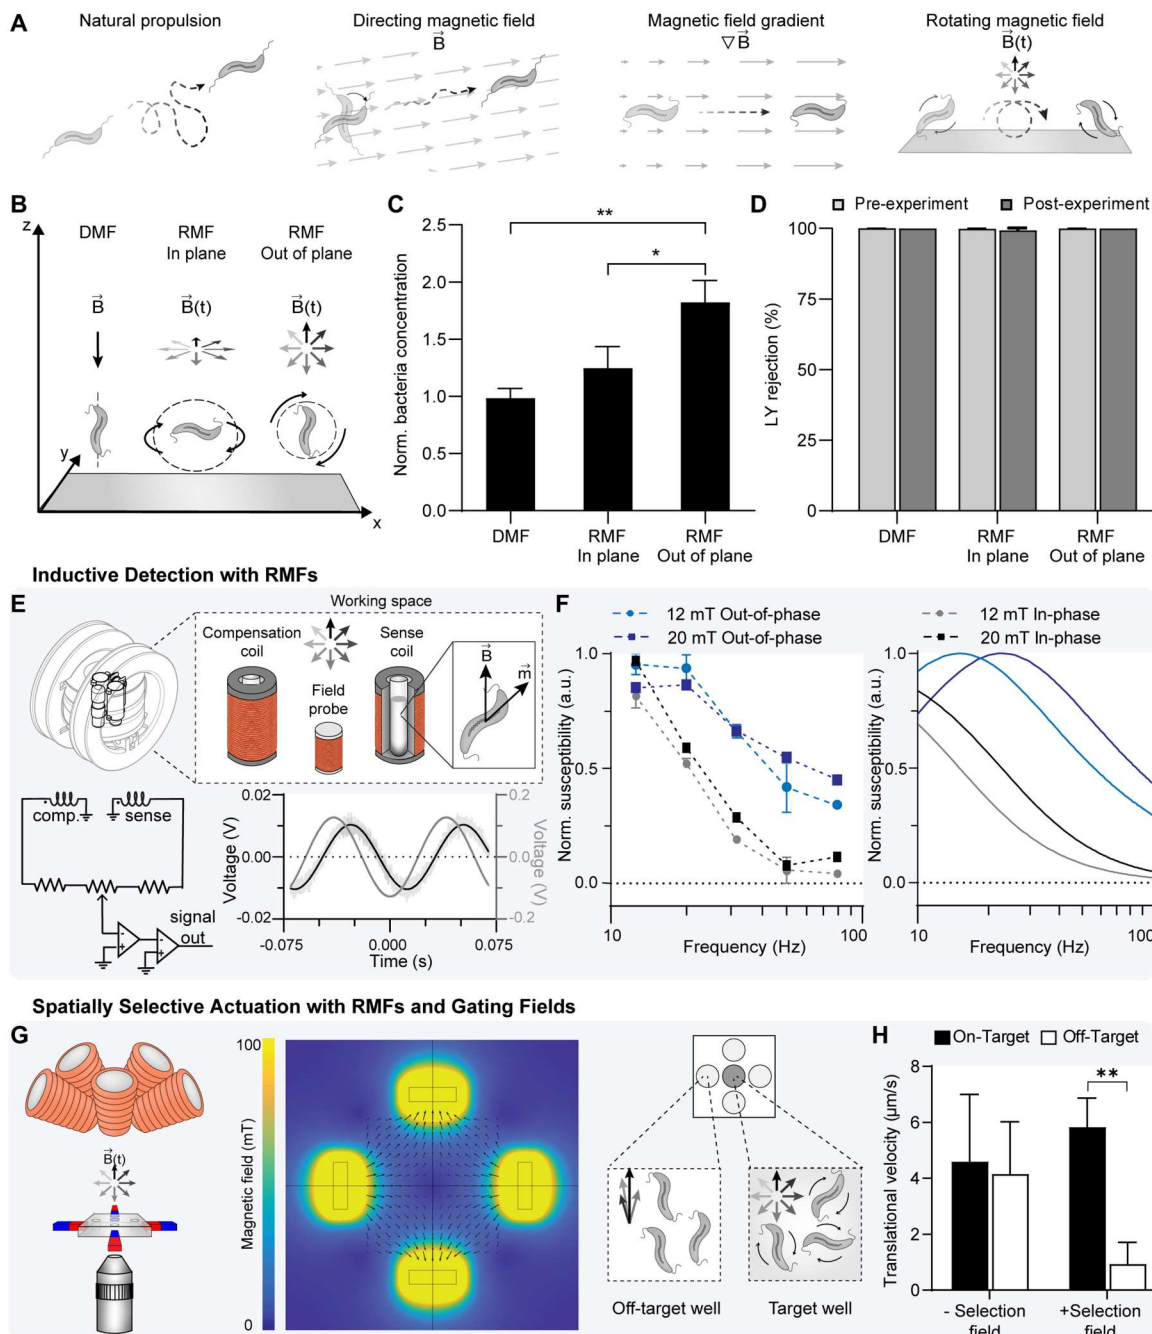 A
Natural propulsion
Directing magnetic field
B
Magnetic field gradient
∇ B
Rotating magnetic field
B(t)
B
z
DMF
RMF
In plane
RMF
Out of plane
B
B(t)
B(t)
y
x
C
Norm. bacteria concentration
2.5
2.0
1.5
1.0
0.5
0.0
**
*
DMF
RMF
In plane
RMF
Out of plane
D
Pre-experiment
Post-experiment
LY rejection (%)
100
75
50
25
0
DMF
RMF
In plane
RMF
Out of plane
Inductive Detection with RMFs
E
Working space
Compensation
coil
Field
probe
Sense
coil
B
m
comp.
sense
signal
out
Voltage (V)
0.02
0.00
-0.02
0.2
0
-0.2
Voltage (V)
-0.075
0.000
0.075
Time (s)
F
12 mT Out-of-phase
20 mT Out-of-phase
12 mT In-phase
20 mT In-phase
Norm. susceptibility (a.u.)
1.0
0.5
0.0
10
100
Frequency (Hz)
Norm. susceptibility (a.u.)
1.0
0.5
0.0
10
100
Frequency (Hz)
Spatially Selective Actuation with RMFs and Gating Fields
G
B(t)
100
Magnetic field (mT)
0
Off-target well
Target well
H
On-Target
Off-Target
Translational velocity (µm/s)
8
6
4
2
0
**
- Selection
field
+Selection
field